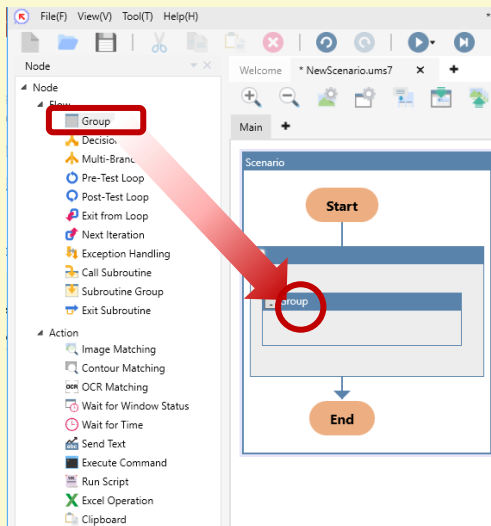 File(F) View(V) Tool(T) Help(H)
Node
Welcome * NewScenario.ums7
Node
Flow
Group
Decision
Multi-Branch
Pre-Test Loop
Post-Test Loop
Exit from Loop
Next Iteration
Exception Handling
Call Subroutine
Subroutine Group
Exit Subroutine
Action
Image Matching
Contour Matching
OCR OCR Matching
Wait for Window Status
Wait for Time
abc Send Text
Execute Command
Run Script
Excel Operation
Clipboard
Main
Scenario
Start
Group
End